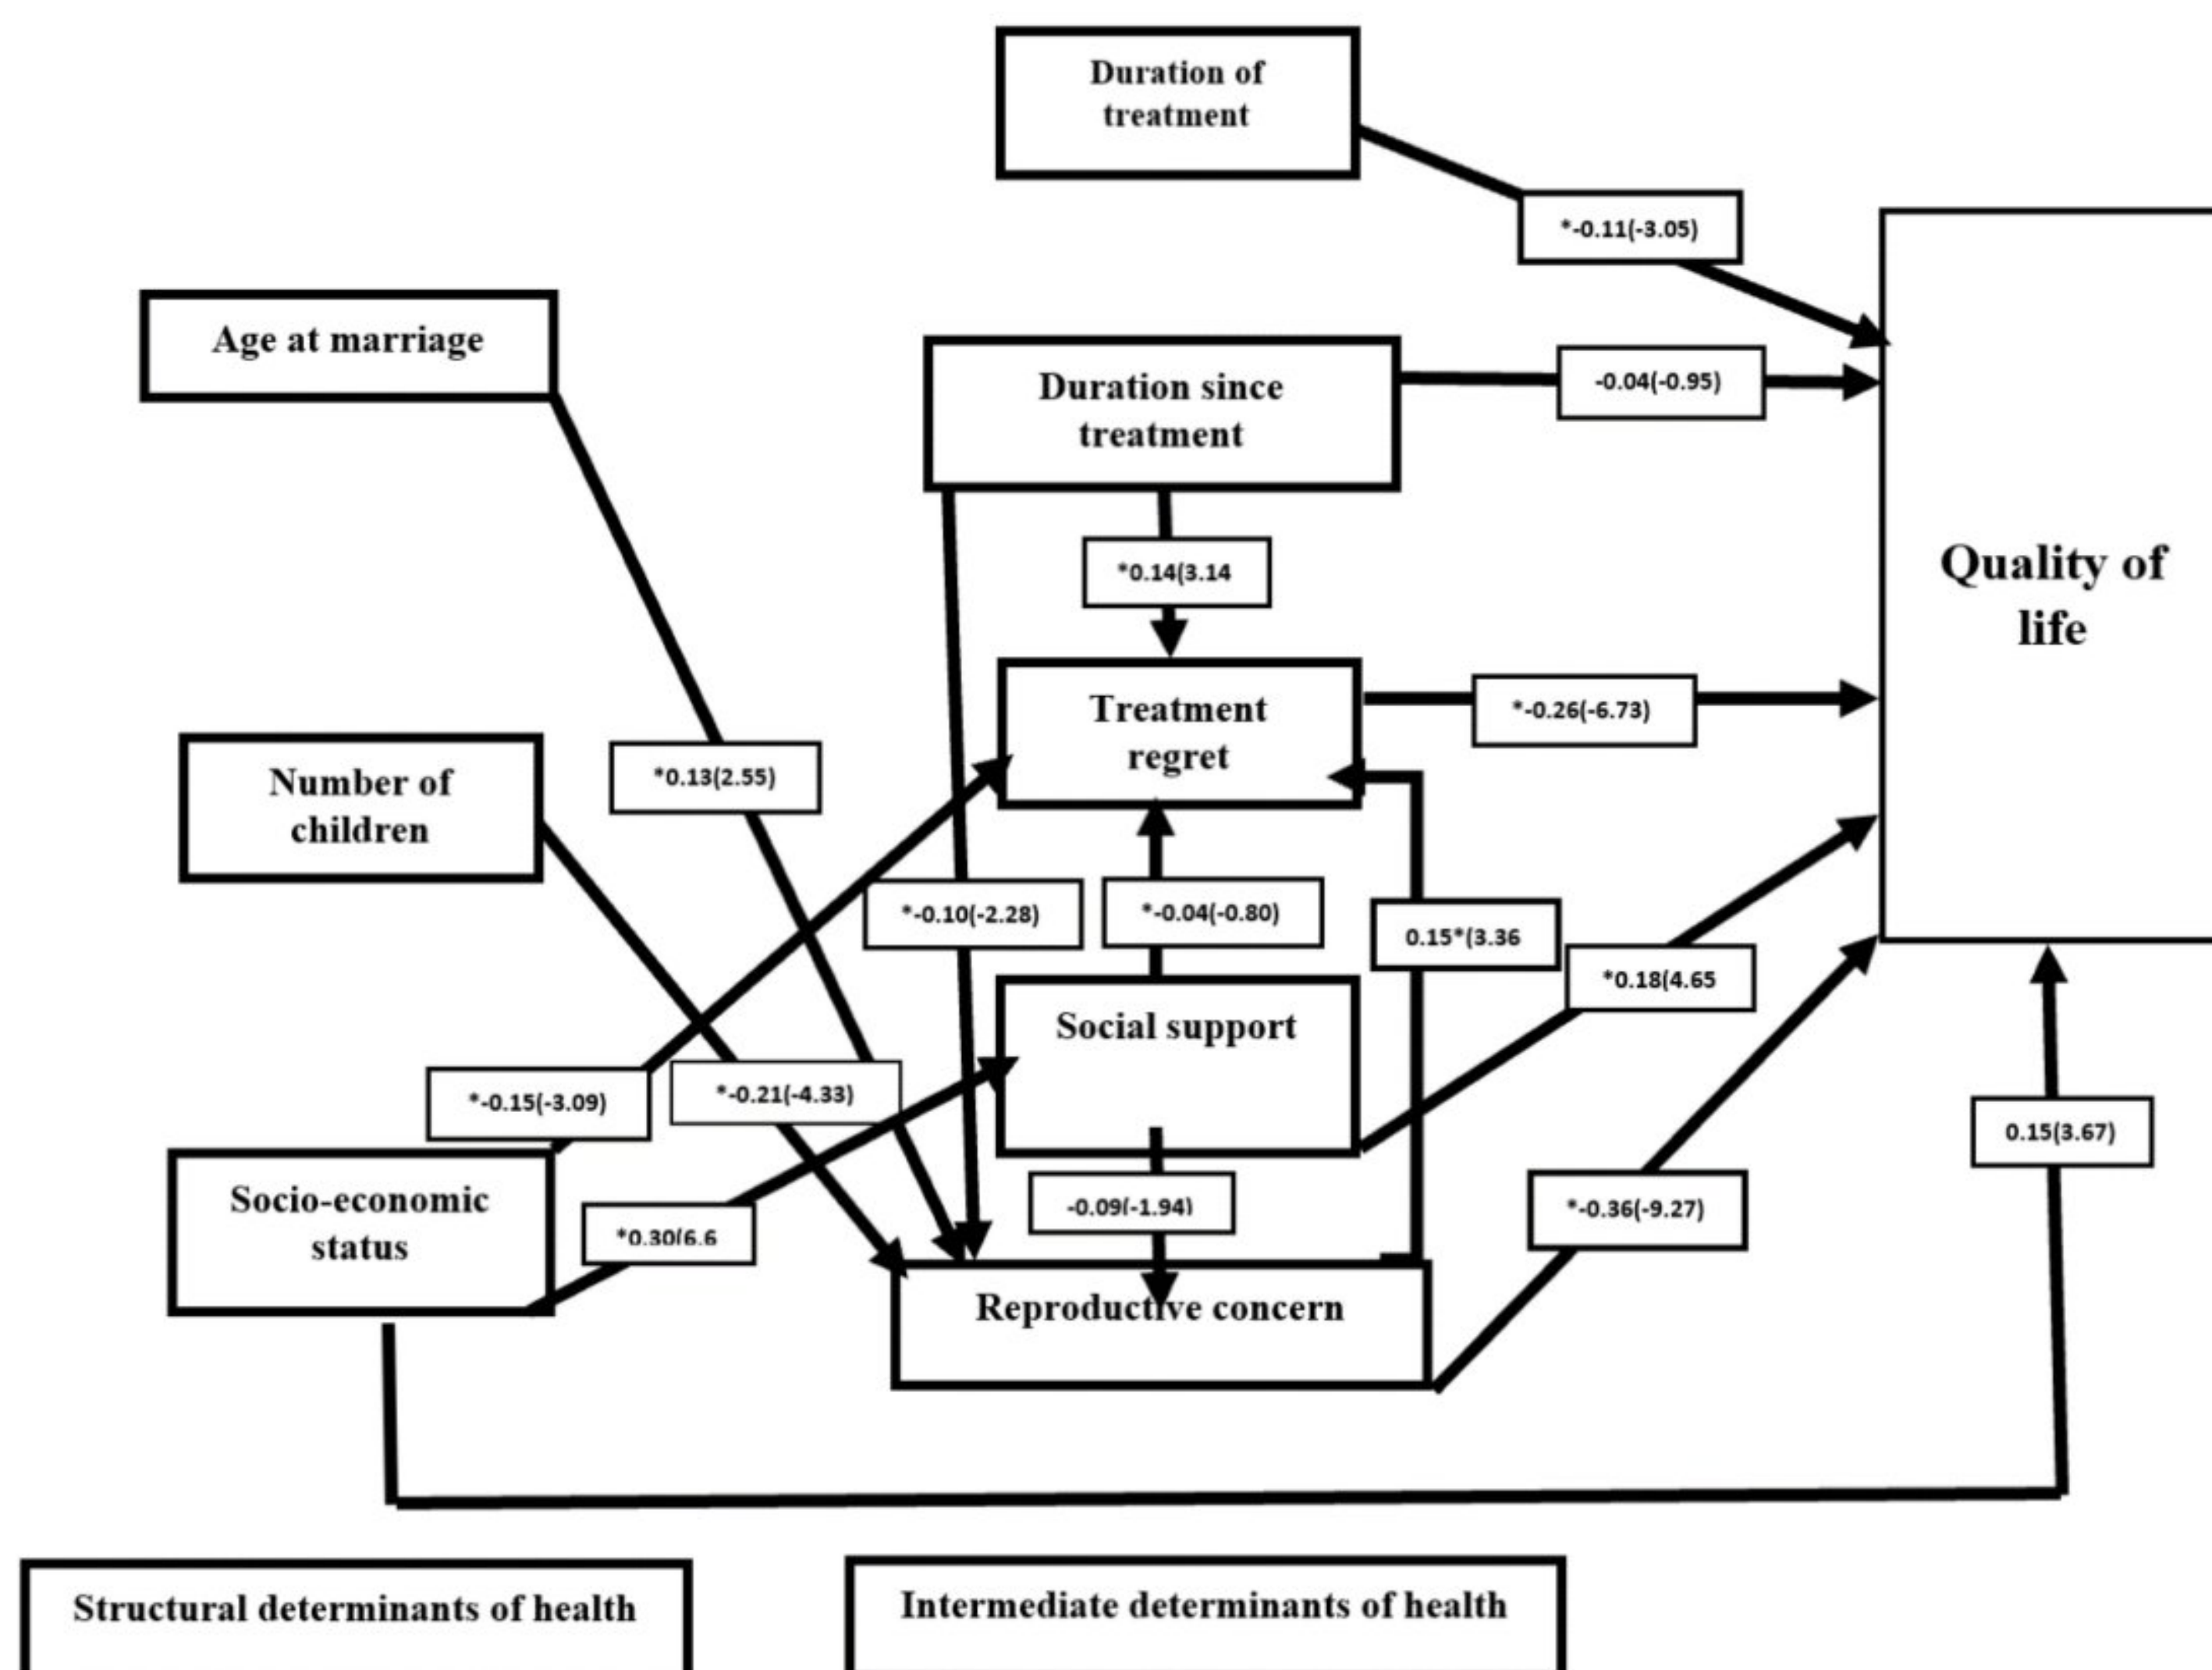 Duration of
treatment
*-0.11(-3.05)
Age at marriage
Duration since
treatment
-0.04(-0.95)
*0.14(3.14
Quality of
life
Treatment
regret
*-0.26(-6.73)
Number of
children
*0.13(2.55)
*-0.10(-2.28)
*-0.04(-0.80)
0.15*(3.36
*0.18(4.65
Social support
*-0.15(-3.09)
*-0.21(-4.33)
0.15(3.67)
Socio-economic
status
*0.30(6.6
-0.09(-1.94)
*-0.36(-9.27)
Reproductive concern
Structural determinants of health
Intermediate determinants of health